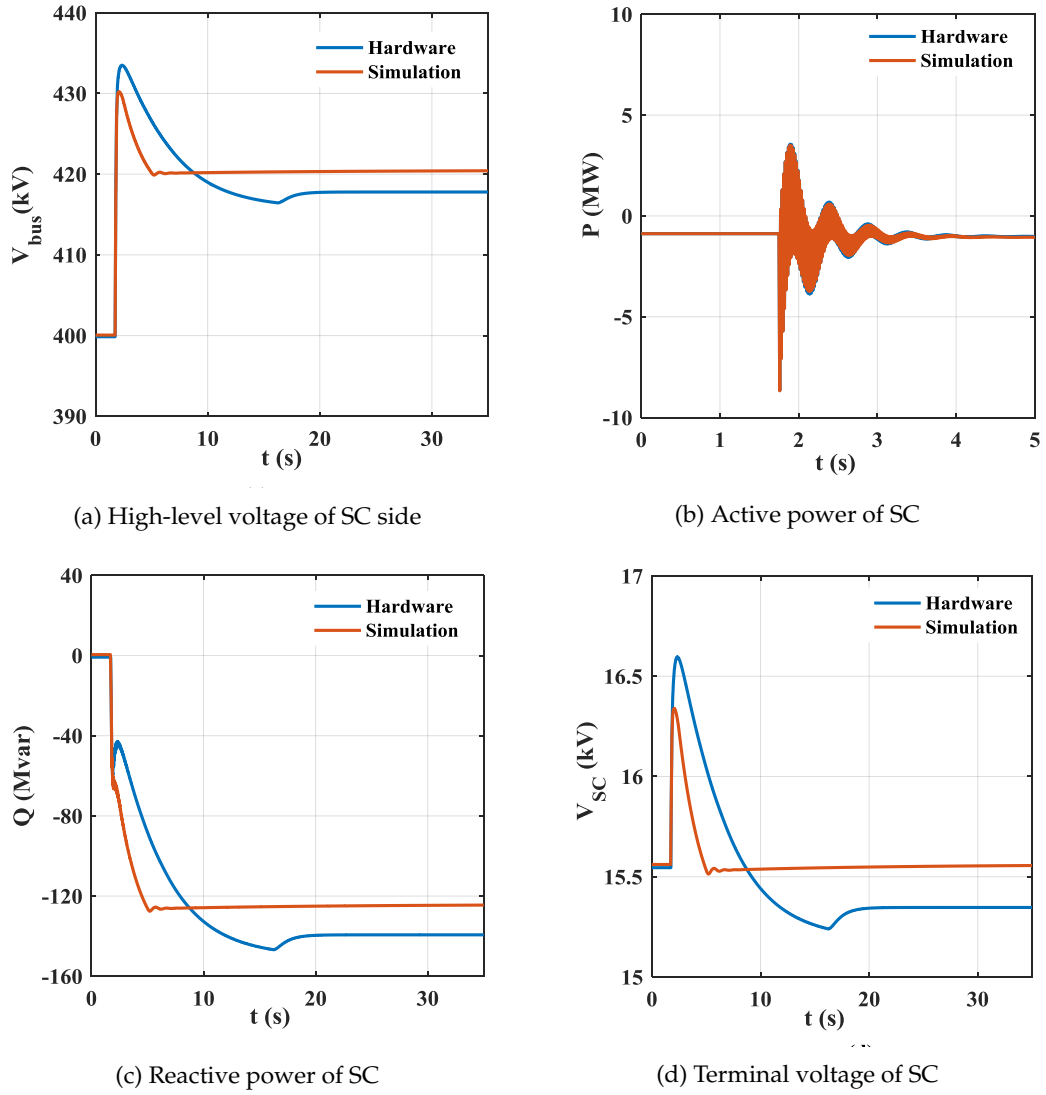 440
430
420
410
400
390
V_bus (kV)
0
10
20
30
t (s)
Hardware
Simulation
(a) High-level voltage of SC side
10
5
0
-5
-10
P (MW)
0
1
2
3
4
5
t (s)
Hardware
Simulation
(b) Active power of SC
40
0
-40
-80
-120
-160
Q (Mvar)
0
10
20
30
t (s)
Hardware
Simulation
(c) Reactive power of SC
17
16.5
16
15.5
15
V_SC (kV)
0
10
20
30
t (s)
Hardware
Simulation
(d) Terminal voltage of SC